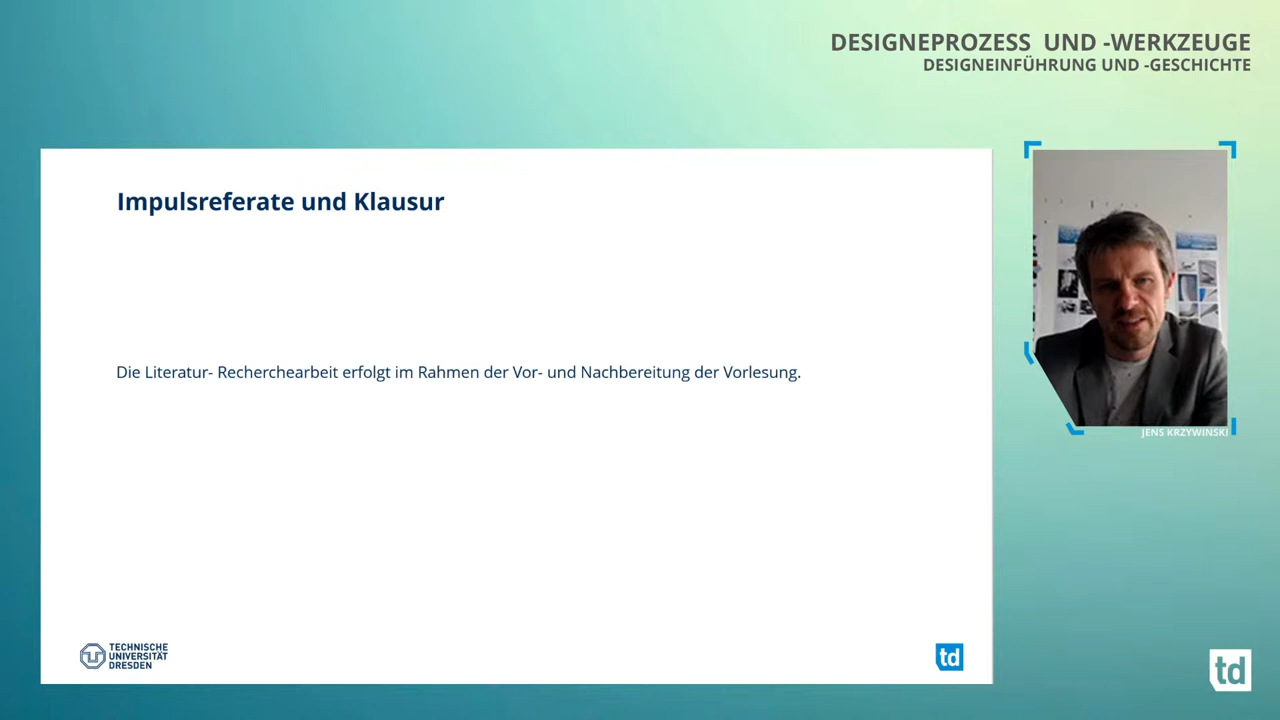 DESIGNEPROZESS UND -WERKZEUGE
DESIGNEINFÜHRUNG UND -GESCHICHTE
Impulsreferate und Klausur
Die Literatur- Recherchearbeit erfolgt im Rahmen der Vor- und Nachbereitung der Vorlesung.
JENS KRZYWINSKI
TECHNISCHE
UNIVERSITÄT
DRESDEN
td
td